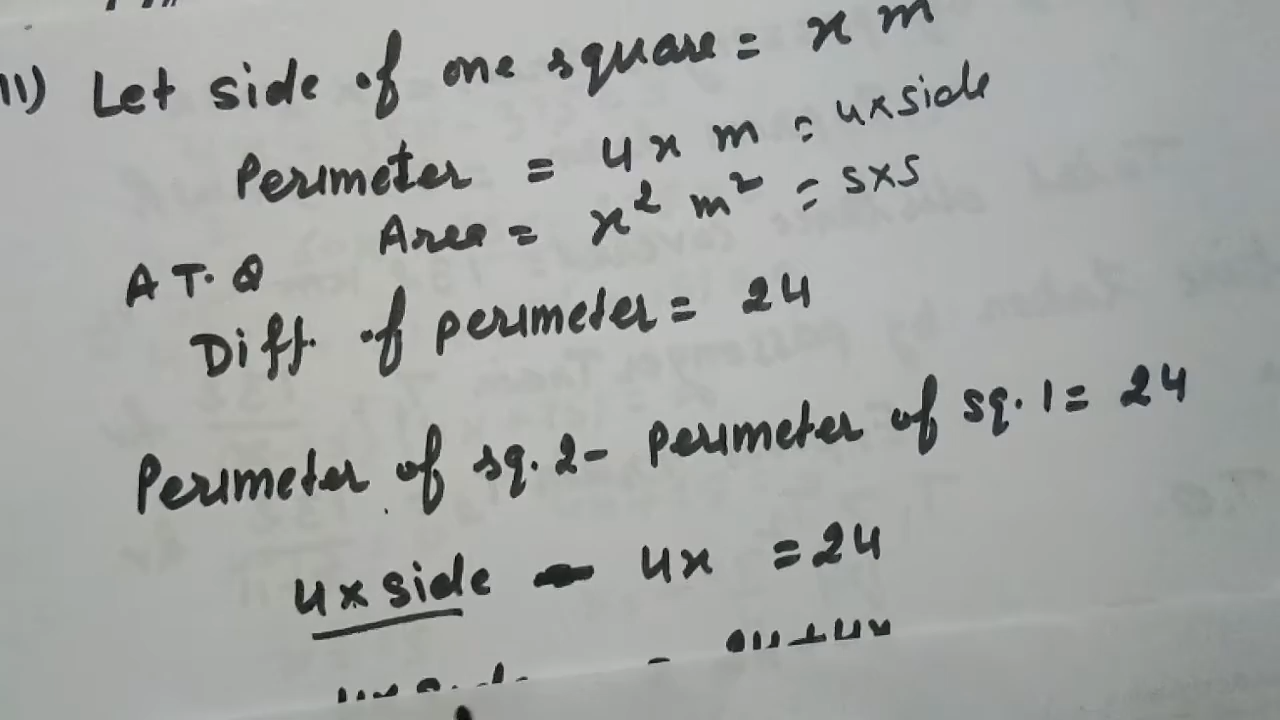 11) Let side of one square = x m
Perimeter = 4x m = 4×side
Area = x² m² = s×s
A T. Q
Diff. of perimeter = 24
Perimeter of sq. 2 - Perimeter of sq. 1 = 24
4×side - 4x = 24